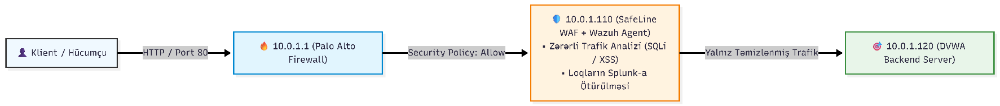 👤 Klient / Hücumçu
HTTP / Port 80
🔥 10.0.1.1 (Palo Alto
Firewall)
Security Policy: Allow
🛡️ 10.0.1.110 (SafeLine
WAF + Wazuh Agent)
▪ Zərərli Trafik Analizi (SQLi
/ XSS)
▪ Loqların Splunk-a
Ötürülməsi
Yalnız Təmizlənmiş Trafik
🎯 10.0.1.120 (DVWA
Backend Server)